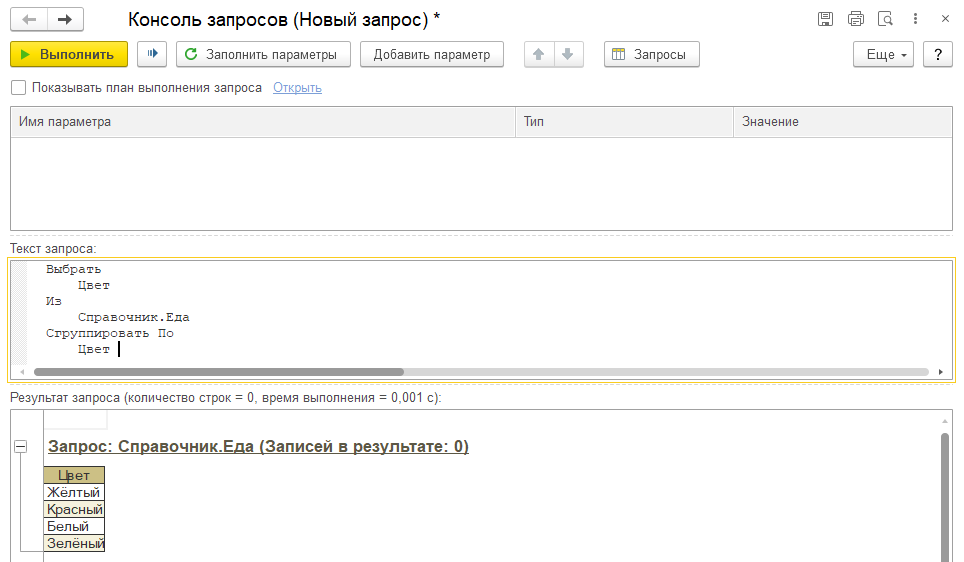 Консоль запросов (Новый запрос) *
Выполнить Заполнить параметры Добавить параметр Запросы Еще ?
Показывать план выполнения запроса Открыть
Имя параметра Тип Значение
Текст запроса:
Выбрать
Цвет
Из
Справочник.Еда
Сгруппировать По
Цвет
Результат запроса (количество строк = 0, время выполнения = 0,001 с):
Запрос: Справочник.Еда (Записей в результате: 0)
Цвет
Жёлтый
Красный
Белый
Зелёный